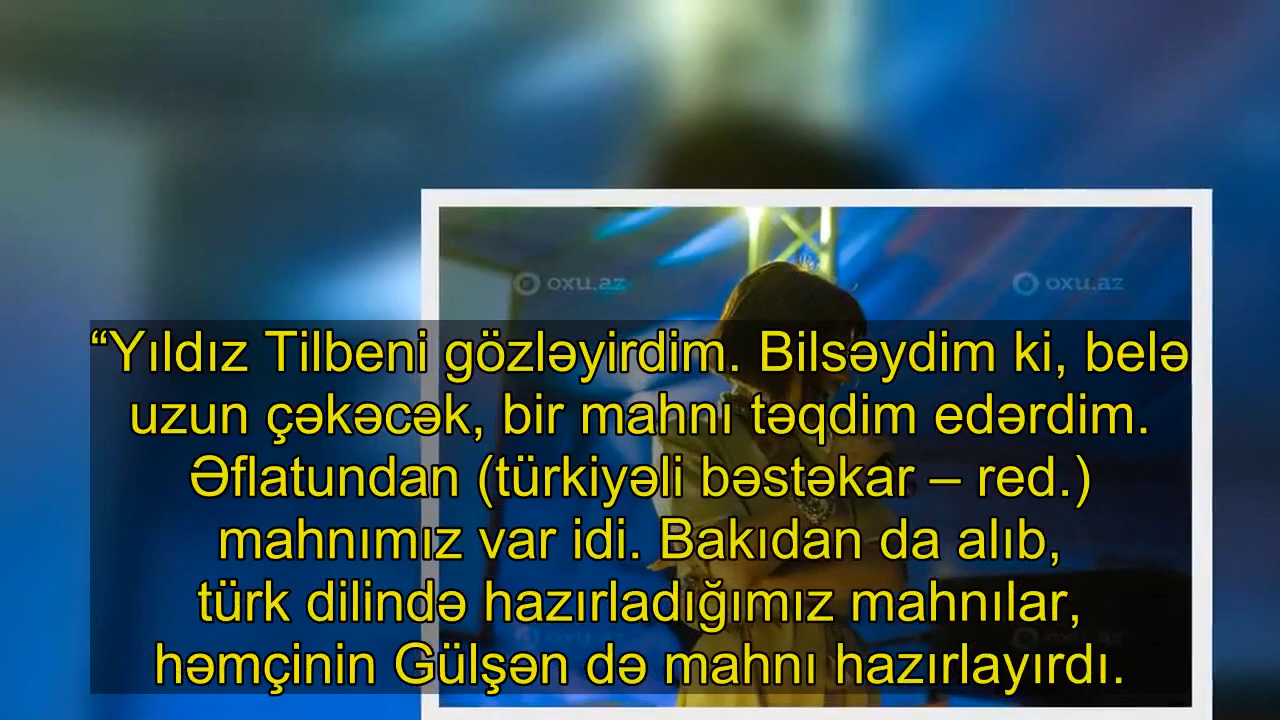 oxu.az oxu.az
“Yıldız Tilbeni gözləyirdim. Bilsəydim ki, belə
uzun çəkəcək, bir mahnı təqdim edərdim.
Əflatundan (türkiyəli bəstəkar – red.)
mahnımız var idi. Bakıdan da alıb,
türk dilində hazırladığımız mahnılar,
həmçinin Gülşən də mahnı hazırlayırdı.